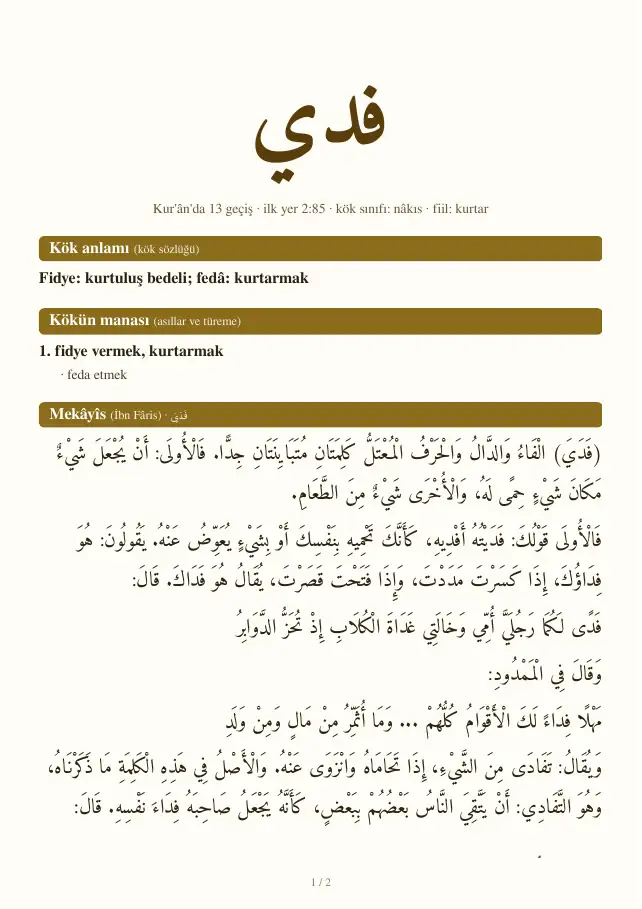 فدي
Kur'ân'da 13 geçiş · ilk yer 2:85 · kök sınıfı: nâkıs · fiil: kurtar
Kök anlamı (kök sözlüğü)
Fidye: kurtuluş bedeli; fedâ: kurtarmak
Kökün manası (asıllar ve türeme)
1. fidye vermek, kurtarmak
· feda etmek
Mekâyîs (İbn Fâris) · فَدَيَ
(فَدَيَ) الْفَاءُ وَالدَّالُ وَالْحَرْفُ الْمُعْتَلُّ كَلِمَتَانِ مُتَبَايِنَتَانِ جِدًّا. فَالْأُولَى: أَنْ يُجْعَلَ شَيْءٌ
مَكَانَ شَيْءٍ حِمًى لَهُ، وَالْأُخْرَى شَيْءٌ مِنَ الطَّعَامِ.
فَالْأُولَى قَوْلُكَ: فَدَيْتُهُ أَفْدِيهِ، كَأَنَّكَ تَحْمِيهِ بِنَفْسِكَ أَوْ بِشَيْءٍ يُعَوِّضُ عَنْهُ. يَقُولُونَ: هُوَ
فِدَاؤُكَ، إِذَا كَسَرْتَ مَدَدْتَ، وَإِذَا فَتَحْتَ قَصَرْتَ، يُقَالُ هُوَ فَدَاكَ. قَالَ:
فَدًى لَكُمَا رَجُلَيَّ أُمِّي وَخَالَتِي غَدَاةَ الْكُلَابِ إِذْ تُحَزُّ الدَّوَابِرُ
وَقَالَ فِي الْمَمْدُودِ:
مَهْلًا فِدَاءً لَكَ الْأَقْوَامُ كُلُّهُمْ ... وَمَا أُثَمِّرُ مِنْ مَالٍ وَمِنْ وَلَدِ
وَيُقَالُ: تَفَادَى مِنَ الشَّيْءِ، إِذَا تَحَامَاهُ وَانْزَوَى عَنْهُ. وَالْأَصْلُ فِي هَذِهِ الْكَلِمَةِ مَا ذَكَرْنَاهُ،
وَهُوَ التَّفَادِي: أَنْ يَتَّقِيَ النَّاسُ بَعْضُهُمْ بِبَعْضٍ، كَأَنَّهُ يَجْعَلُ صَاحِبَهُ فِدَاءَ نَفْسِهِ. قَالَ:
1 / 2